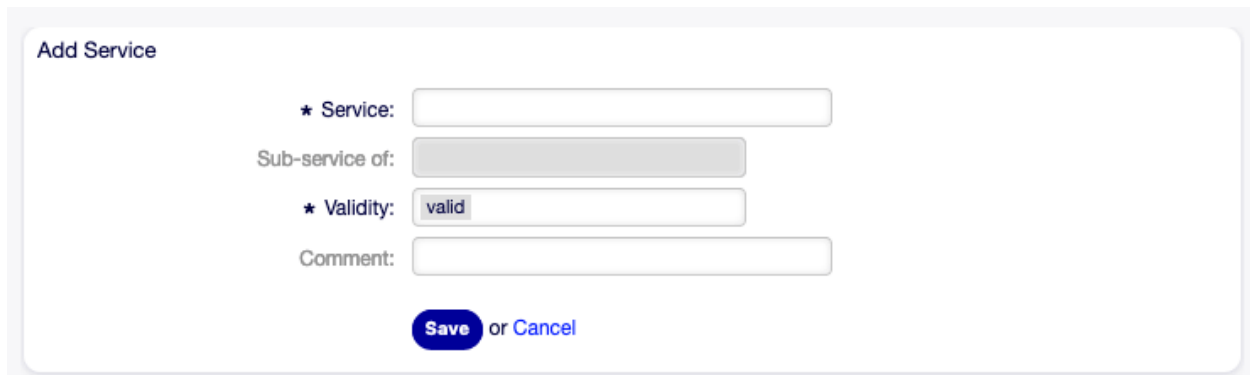 Add Service
★ Service:
Sub-service of:
★ Validity: valid
Comment:
Save or Cancel